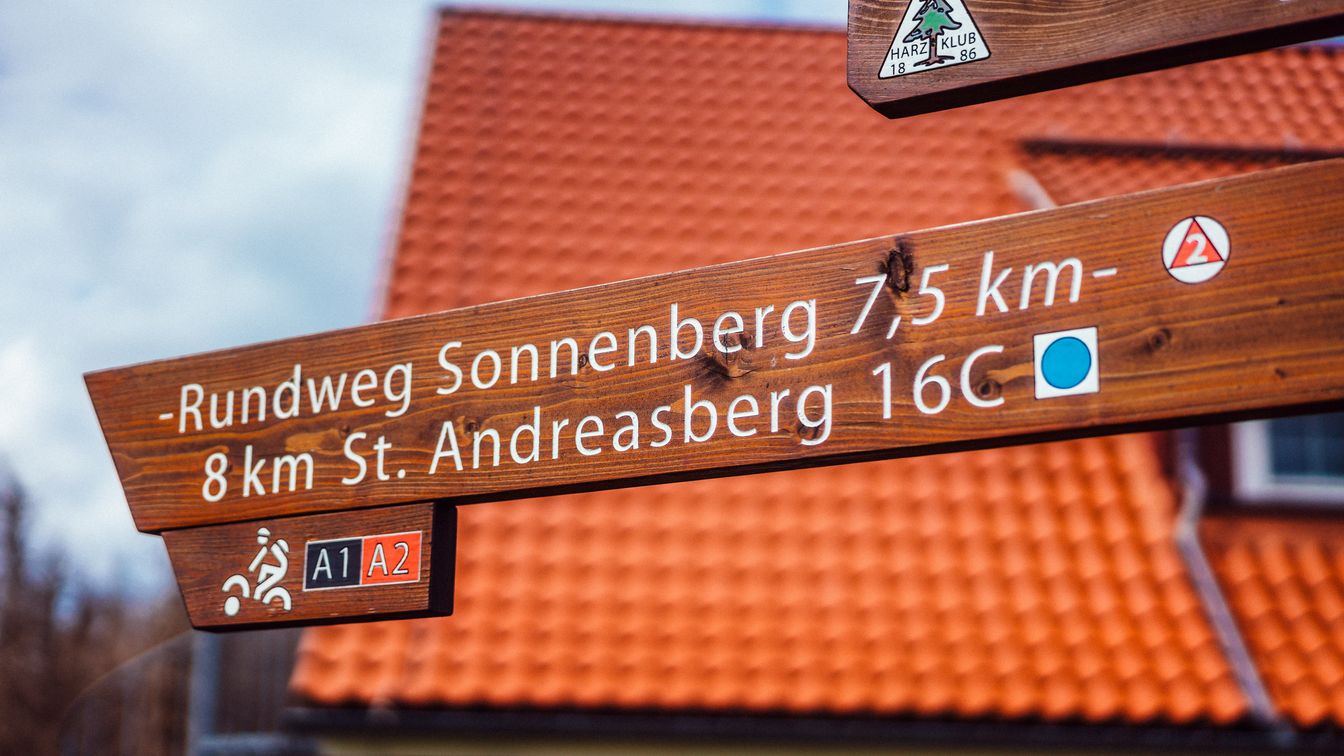 HARZ KLUB
18 86
-Rundweg Sonnenberg 7,5 km- 2
8 km St. Andreasberg 16C
A1 A2